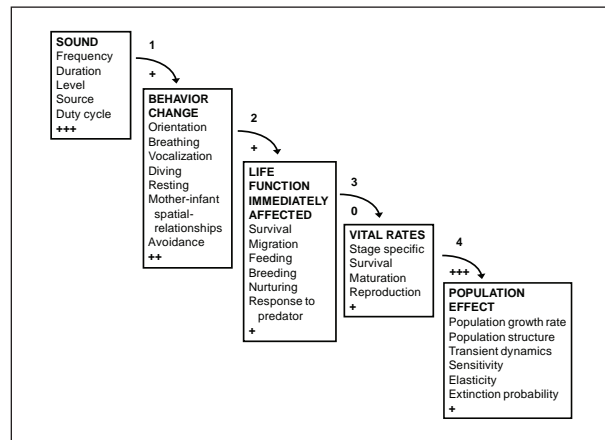 SOUND
Frequency
Duration
Level
Source
Duty cycle
+++
1
+
BEHAVIOR
CHANGE
Orientation
Breathing
Vocalization
Diving
Resting
Mother-infant
spatial-
relationships
Avoidance
++
2
+
LIFE
FUNCTION
IMMEDIATELY
AFFECTED
Survival
Migration
Feeding
Breeding
Nurturing
Response to
predator
+
3
0
VITAL RATES
Stage specific
Survival
Maturation
Reproduction
+
4
+++
POPULATION
EFFECT
Population growth rate
Population structure
Transient dynamics
Sensitivity
Elasticity
Extinction probability
+